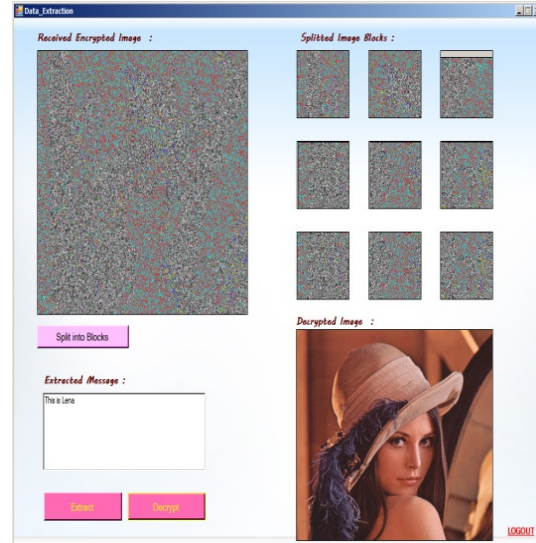 Data_Extraction
Received Encrypted Image :
Splitted Image Blocks :
Split into Blocks
Decrypted Image :
Extracted Message :
This is Lena
Extract
Decrypt
LOGOUT